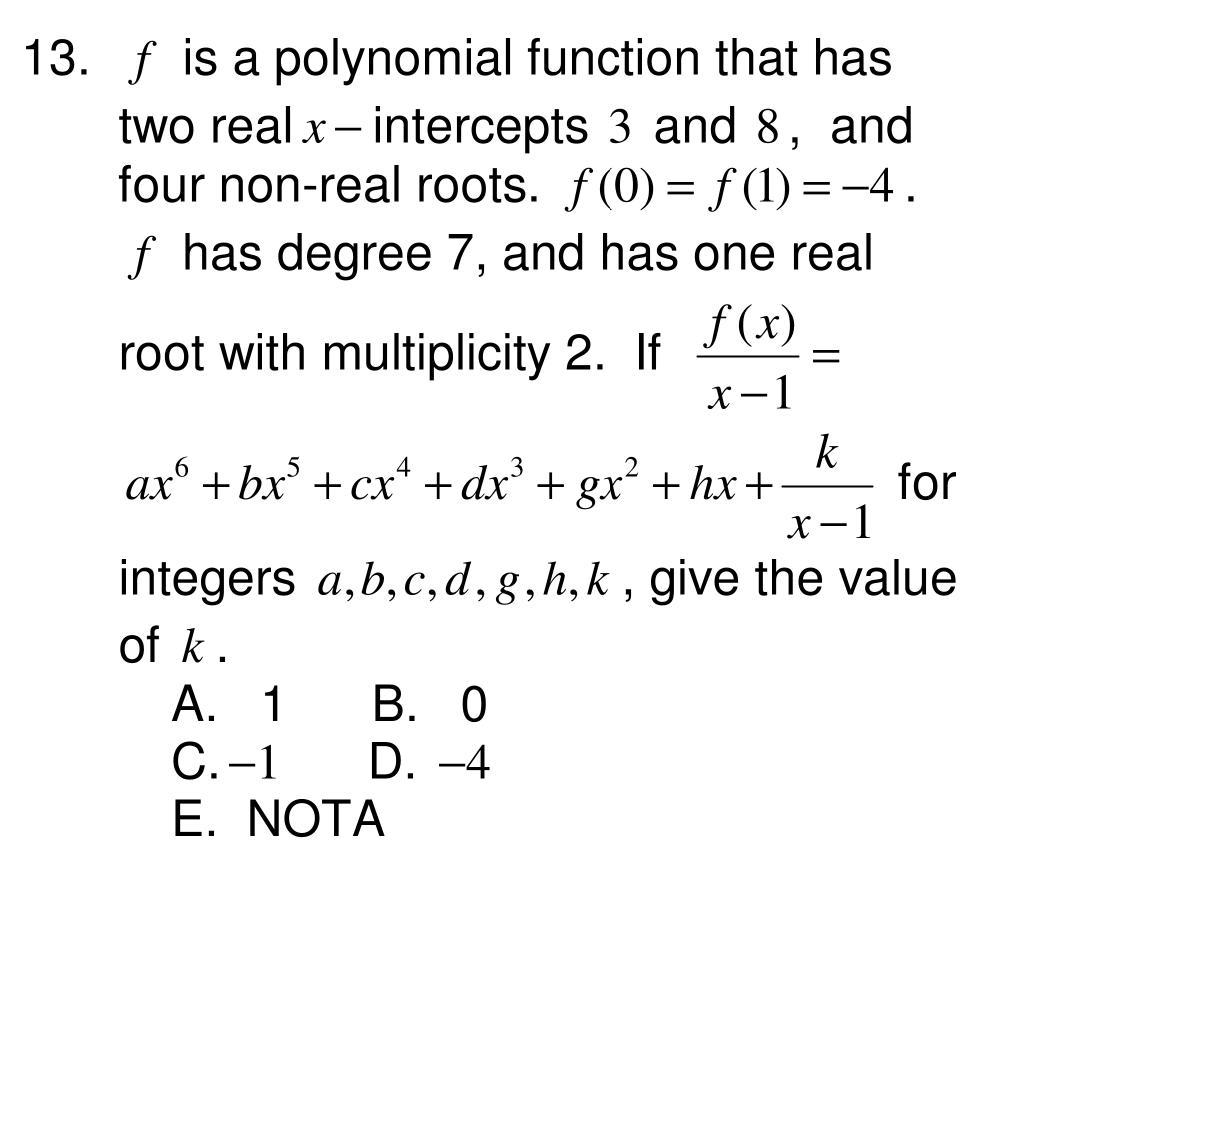 13. f is a polynomial function that has
two real x − intercepts 3 and 8 , and
four non-real roots. f(0) = f(1) = −4 .
f has degree 7, and has one real
root with multiplicity 2. If \frac{f(x)}{x−1} =
ax^6 + bx^5 + cx^4 + dx^3 + gx^2 + hx + \frac{k}{x−1} for
integers a,b,c,d,g,h,k , give the value
of k .
A. 1 B. 0
C. −1 D. −4
E. NOTA